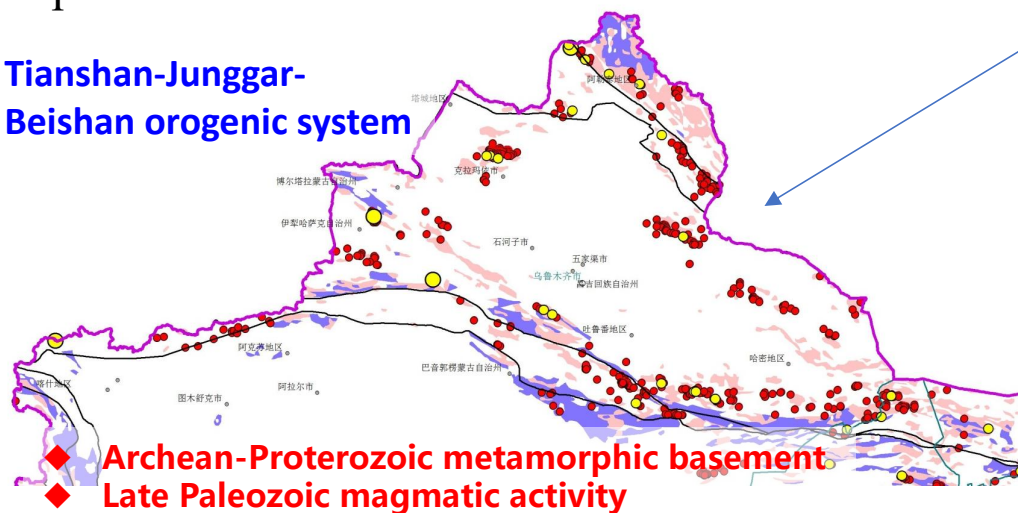 Tianshan-Junggar-
Beishan orogenic system
阿勒泰地区
塔城地区
克拉玛依市
博尔塔拉蒙古自治州
伊犁哈萨克自治州
石河子市
五家渠市
乌鲁木齐市
昌吉回族自治州
吐鲁番地区
哈密地区
巴音郭楞蒙古自治州
阿克苏地区
喀什地区
阿拉尔市
图木舒克市
◆ Archean-Proterozoic metamorphic basement
◆ Late Paleozoic magmatic activity